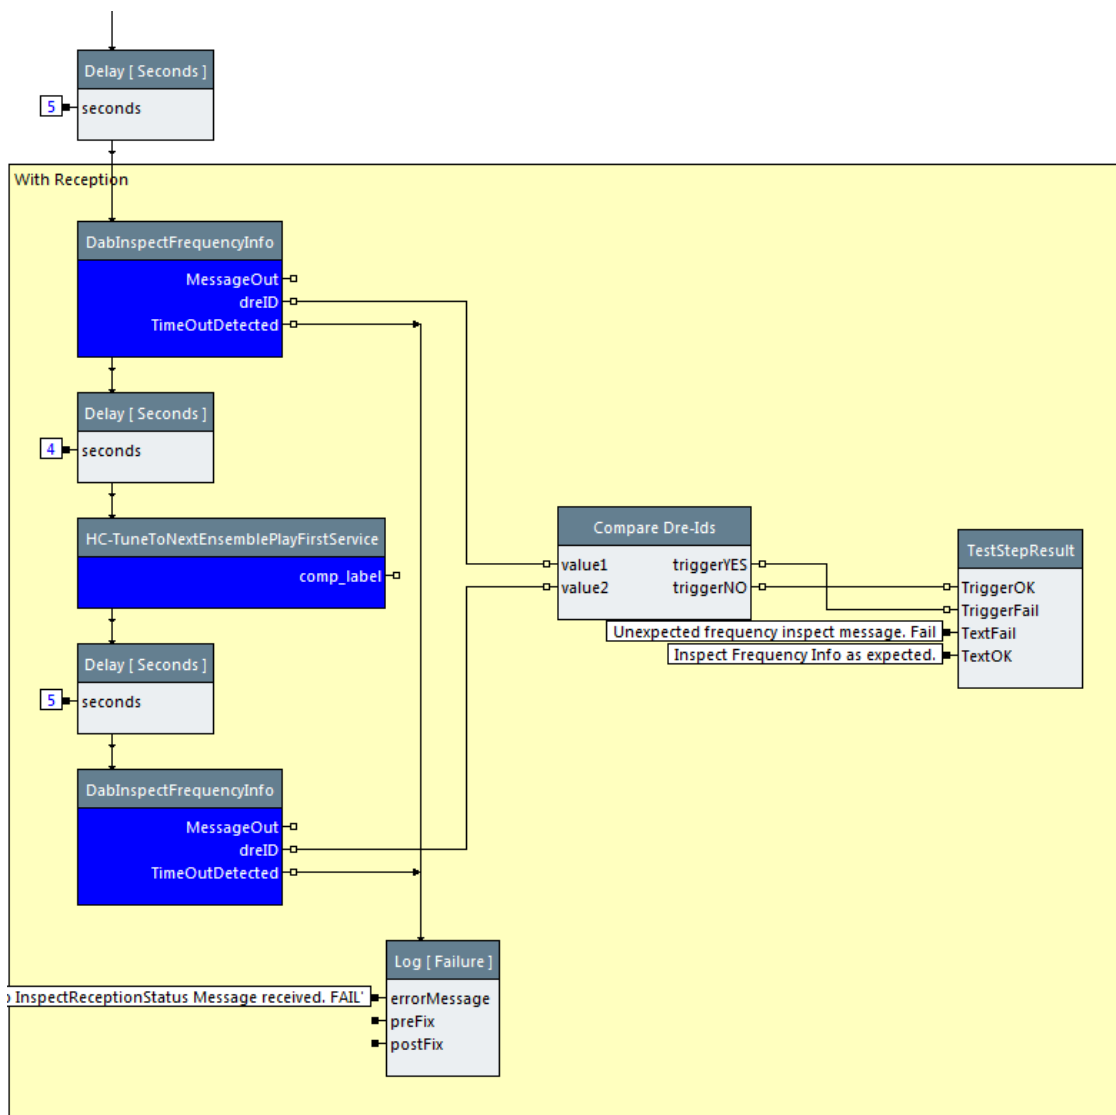 Delay [ Seconds ]
5
seconds
With Reception
DabInspectFrequencyInfo
MessageOut
dreID
TimeOutDetected
Delay [ Seconds ]
4
seconds
HC-TuneToNextEnsemblePlayFirstService
comp_label
Compare Dre-Ids
value1 triggerYES
value2 triggerNO
TestStepResult
TriggerOK
TriggerFail
Unexpected frequency inspect message. Fail TextFail
Inspect Frequency Info as expected. TextOK
Delay [ Seconds ]
5
seconds
DabInspectFrequencyInfo
MessageOut
dreID
TimeOutDetected
Log [ Failure ]
InspectReceptionStatus Message received. FAIL' errorMessage
preFix
postFix